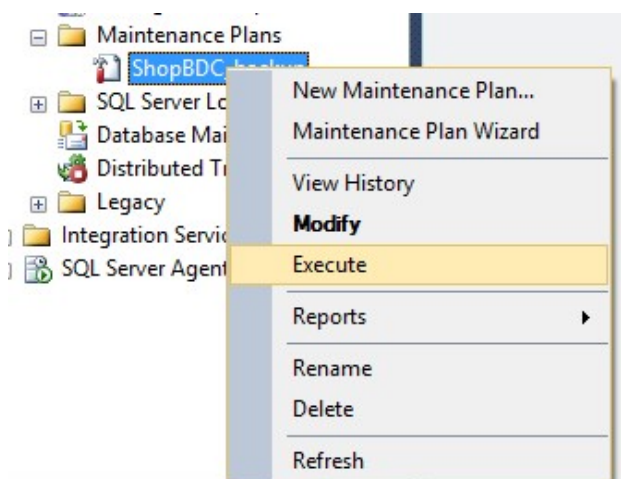 Maintenance Plans
ShopBDC_backup
New Maintenance Plan...
SQL Server Lo
Maintenance Plan Wizard
Database Mai
Distributed Tr
View History
Legacy
Modify
Integration Servic
Execute
SQL Server Agent
Reports
Rename
Delete
Refresh